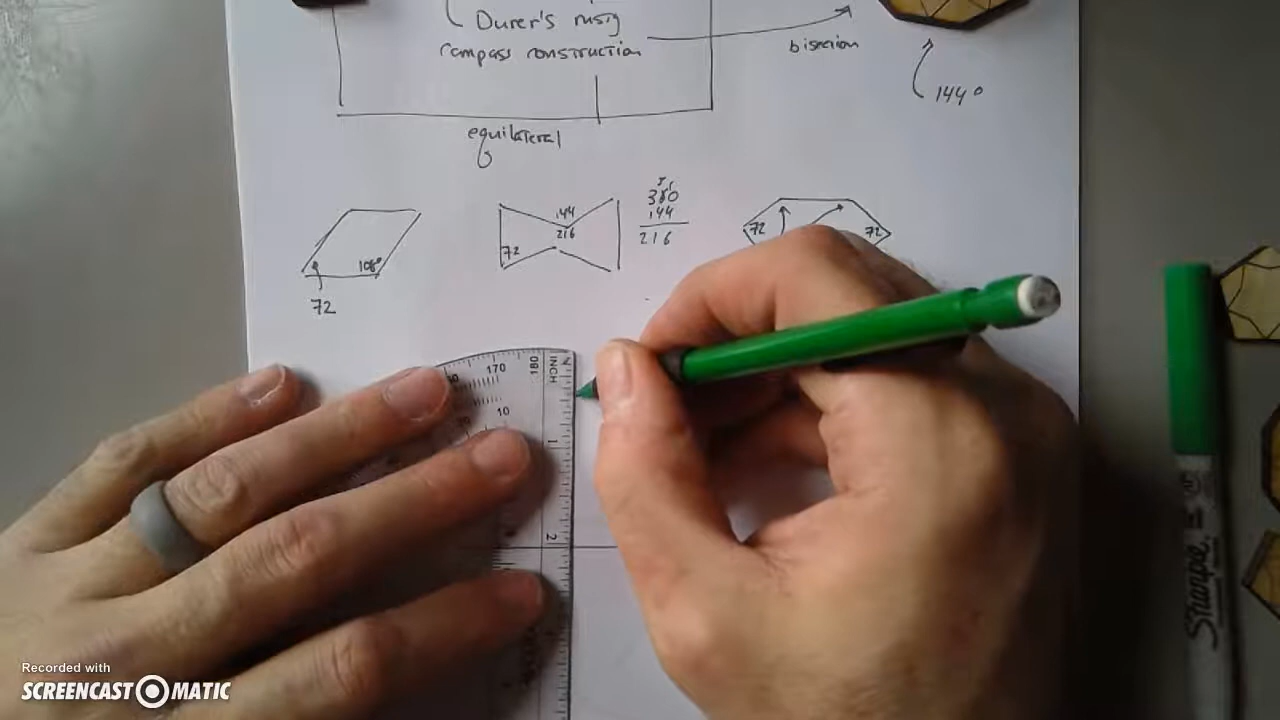 Durer's rusty
compass construction
bisection
144°
equilateral
144
216
72
360
144
216
72
72
108°
72
170
180
INCH
10
1
2
Sharpie
Recorded with
SCREENCAST-O-MATIC